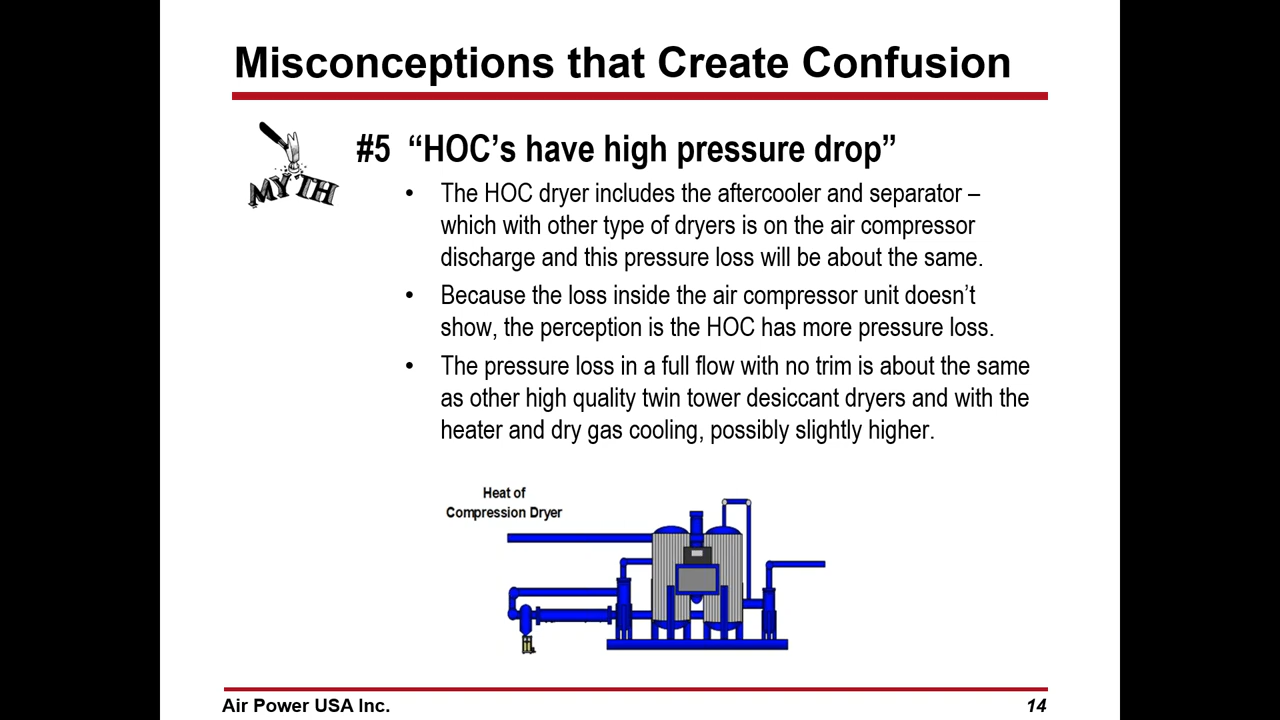 Misconceptions that Create Confusion
MYTH
#5 “HOC’s have high pressure drop”
• The HOC dryer includes the aftercooler and separator –
which with other type of dryers is on the air compressor
discharge and this pressure loss will be about the same.
• Because the loss inside the air compressor unit doesn’t
show, the perception is the HOC has more pressure loss.
• The pressure loss in a full flow with no trim is about the same
as other high quality twin tower desiccant dryers and with the
heater and dry gas cooling, possibly slightly higher.
Heat of
Compression Dryer
Air Power USA Inc.
14